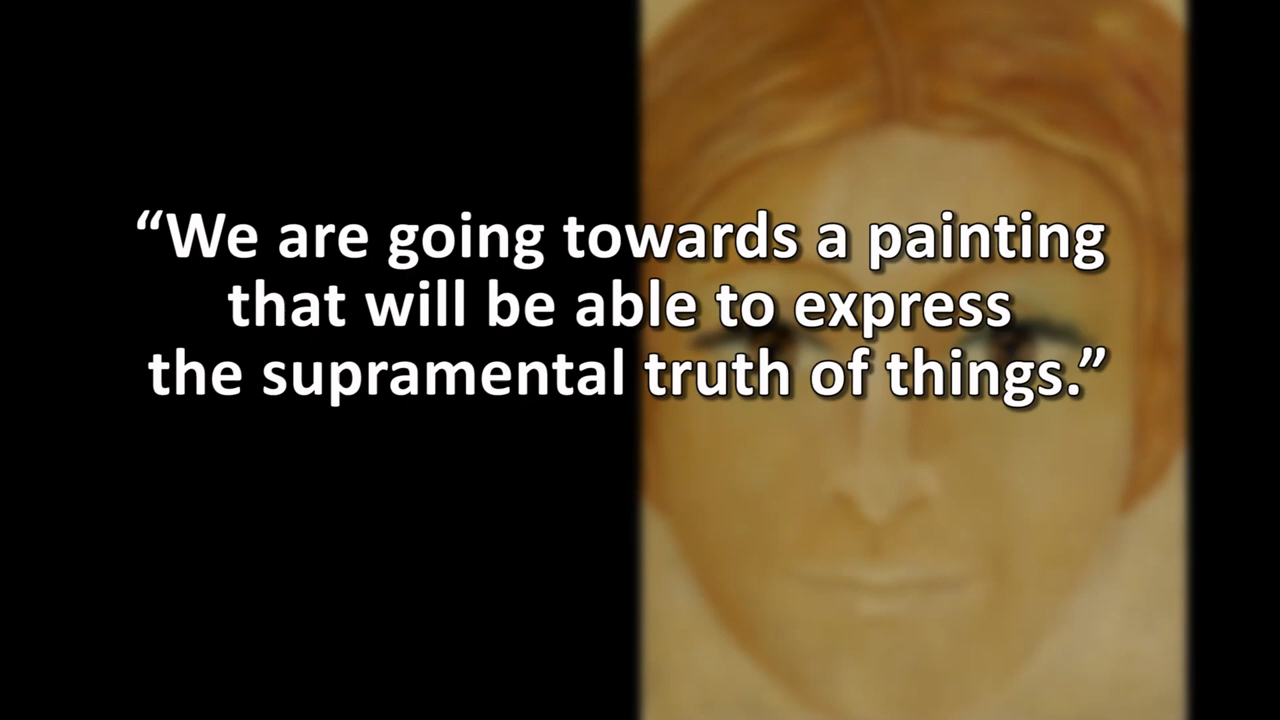 “We are going towards a painting
that will be able to express
the supramental truth of things.”